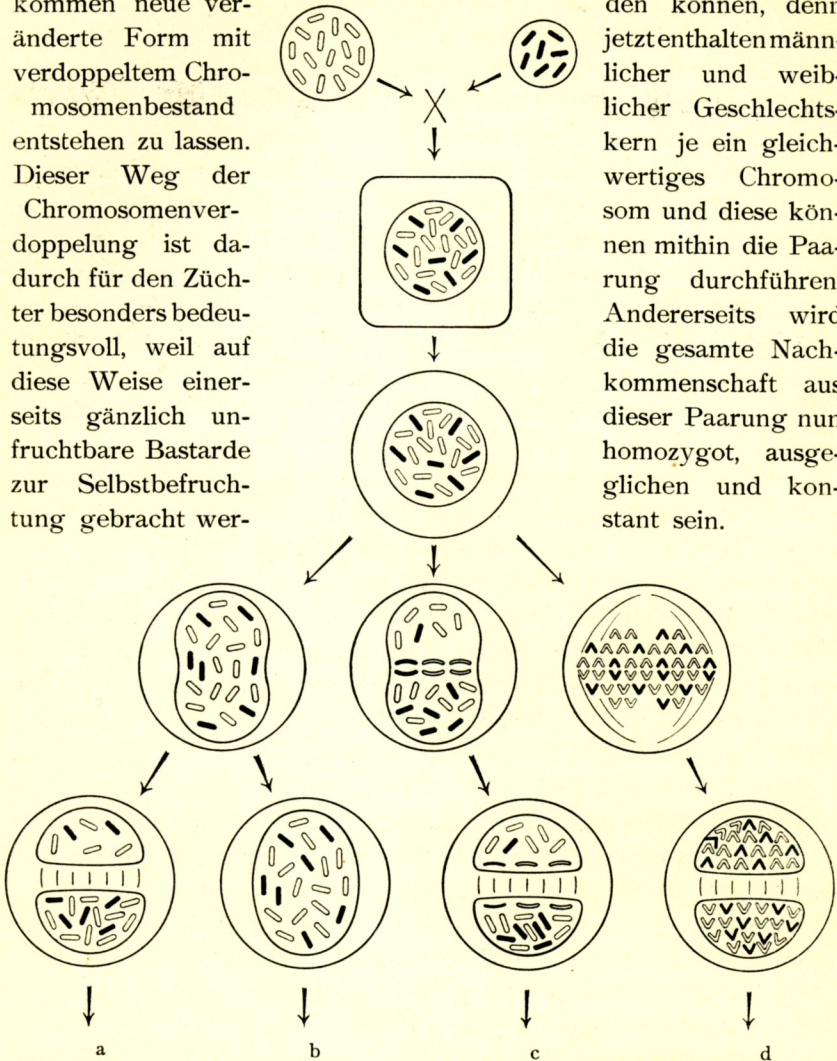 kommen neue ver-
änderte Form mit
verdoppeltem Chro-
mosomenbestand
entstehen zu lassen.
Dieser Weg der
Chromosomenver-
doppelung ist da-
durch für den Züch-
ter besonders bedeu-
tungsvoll, weil auf
diese Weise einer-
seits gänzlich un-
fruchtbare Bastarde
zur Selbstbefruch-
tung gebracht wer-
den können, denn
jetzt enthalten männ-
licher und weib-
licher Geschlechts-
kern je ein gleich-
wertiges Chromo-
som und diese kön-
nen mithin die Paa-
rung durchführen
Andererseits wird
die gesamte Nach-
kommenschaft aus
dieser Paarung nun
homozygot, ausge-
glichen und kon-
stant sein.
a b c d